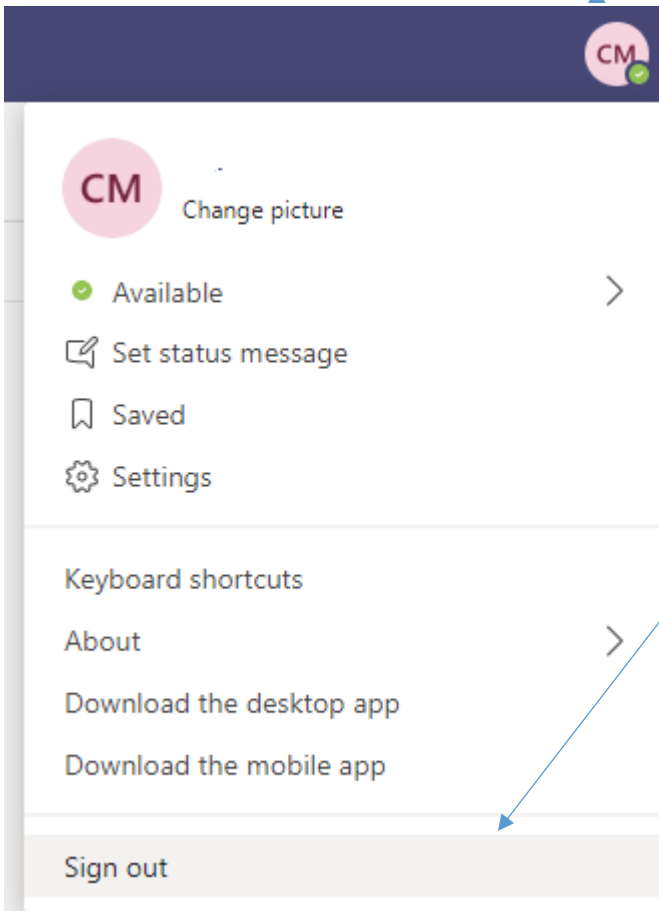 CM
CM
Change picture
Available
Set status message
Saved
Settings
Keyboard shortcuts
About
Download the desktop app
Download the mobile app
Sign out